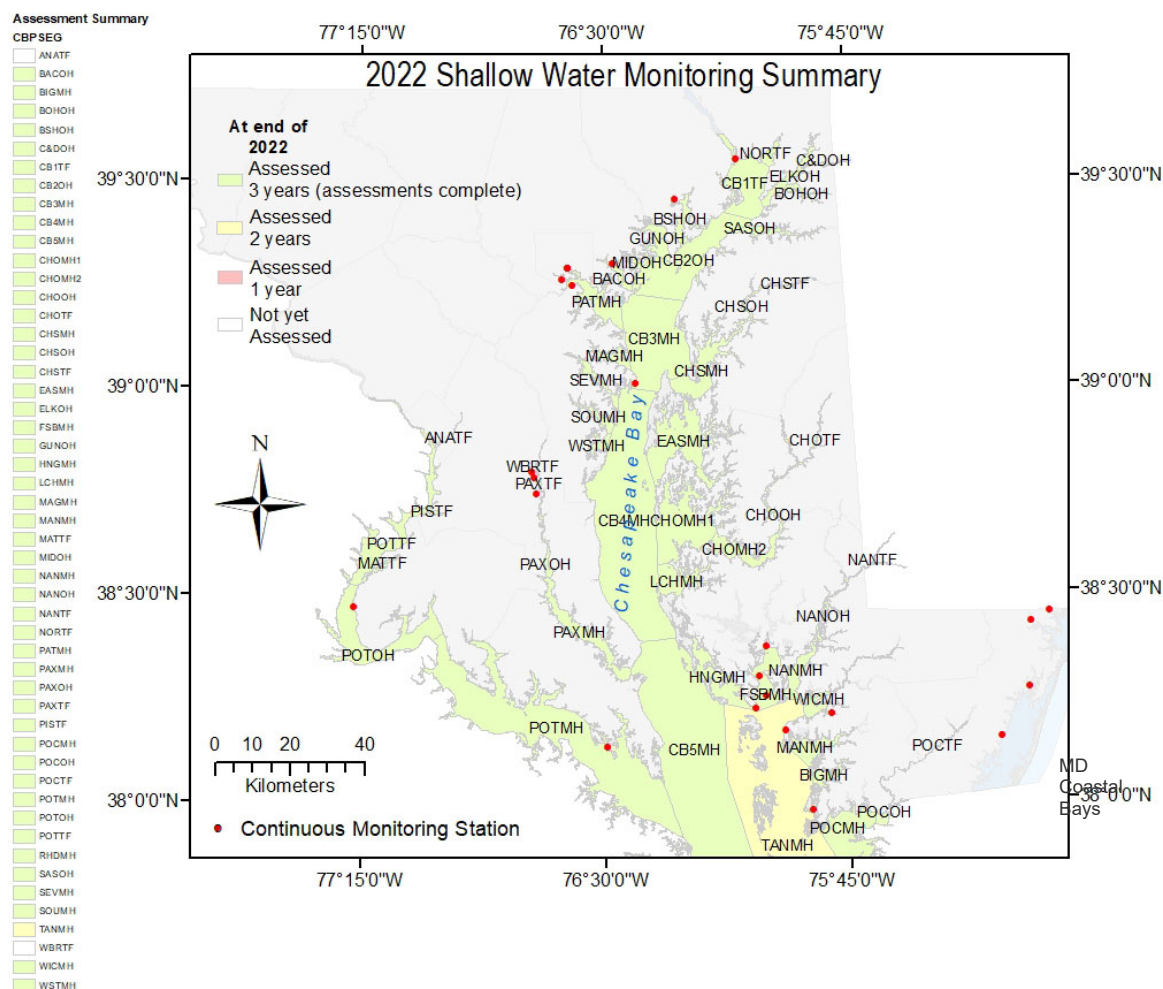 Assessment Summary
CBPSEG
ANATF
BACOH
BIGMH
BOHOH
BSHOH
C&DOH
CB1TF
CB2OH
CB3MH
CB4MH
CB5MH
CHOMH1
CHOMH2
CHOOH
CHOTF
CHSMH
CHSOH
CHSTF
EASMH
ELKOH
FSBMH
GUNOH
HNGMH
LCHMH
MAGMH
MANMH
MATTF
MIDOH
NANMH
NANOH
NANTF
NORTF
PATMH
PAXMH
PAXOH
PAXTF
PISTF
POCMH
POCOH
POCTF
POTMH
POTOH
POTTF
RHDMH
SASOH
SEVMH
SOUMH
TANMH
WBRTF
WICMH
WSTMH
77°15'0"W
76°30'0"W
75°45'0"W
2022 Shallow Water Monitoring Summary
At end of
2022
Assessed
3 years (assessments complete)
Assessed
2 years
Assessed
1 year
Not yet
Assessed
39°30'0"N
39°0'0"N
38°30'0"N
38°0'0"N
39°30'0"N
39°0'0"N
38°30'0"N
38°0'0"N
NORTF
C&DOH
ELKOH
CB1TF
BOHOH
BSHOH
SASOH
GUNOH
MIDOH
CB2OH
BACOH
CHSTF
PATMH
CHSOH
CB3MH
MAGMH
CHSMH
SEVMH
SOUMH
WSTMH
EASMH
CHOTF
ANATF
WBRTF
PAXTF
PISTF
Chesapeake Bay
CB4MH
CHOMH1
CHOOH
POTTF
CHOMH2
MATTF
PAXOH
NANTF
LCHMH
NANOH
PAXMH
POTOH
HNGMH
NANMH
FSBMH
WICMH
POTMH
CB5MH
MANMH
POCTF
BIGMH
MD
Coastal
Bays
POCOH
POCMH
TANMH
N
0 10 20 40
Kilometers
Continuous Monitoring Station
77°15'0"W
76°30'0"W
75°45'0"W